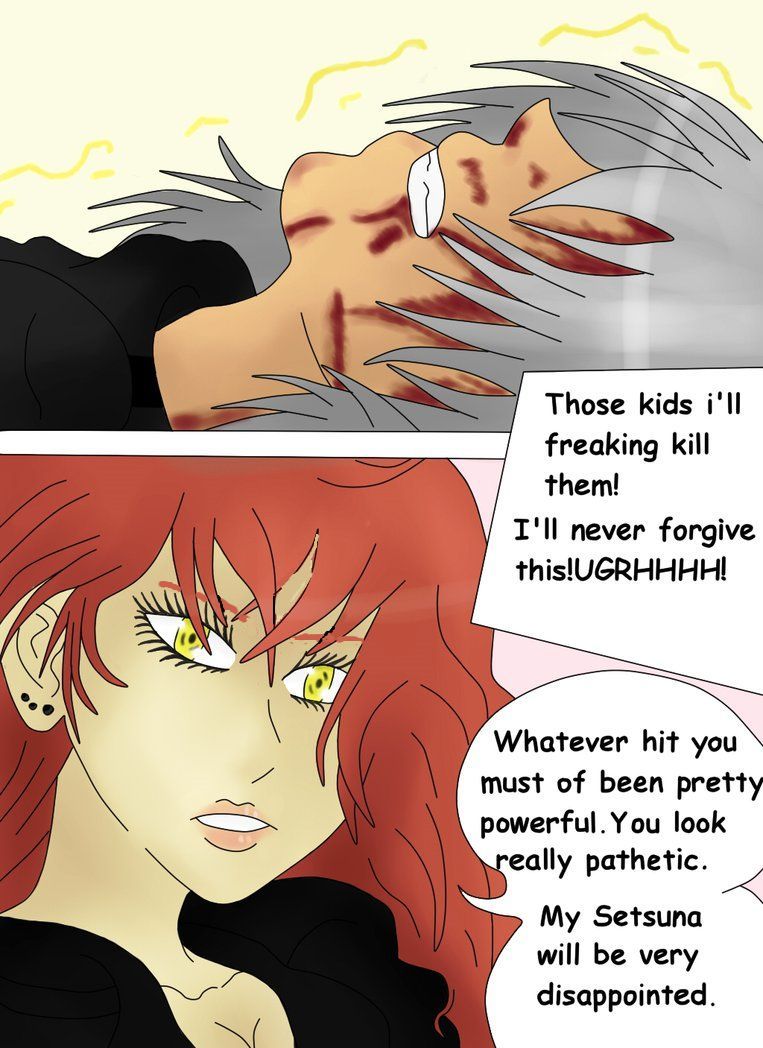 Those kids i'll
freaking kill
them!
I'll never forgive
this!UGRHHHH!
Whatever hit you
must of been pretty
powerful.You look
really pathetic.
My Setsuna
will be very
disappointed.